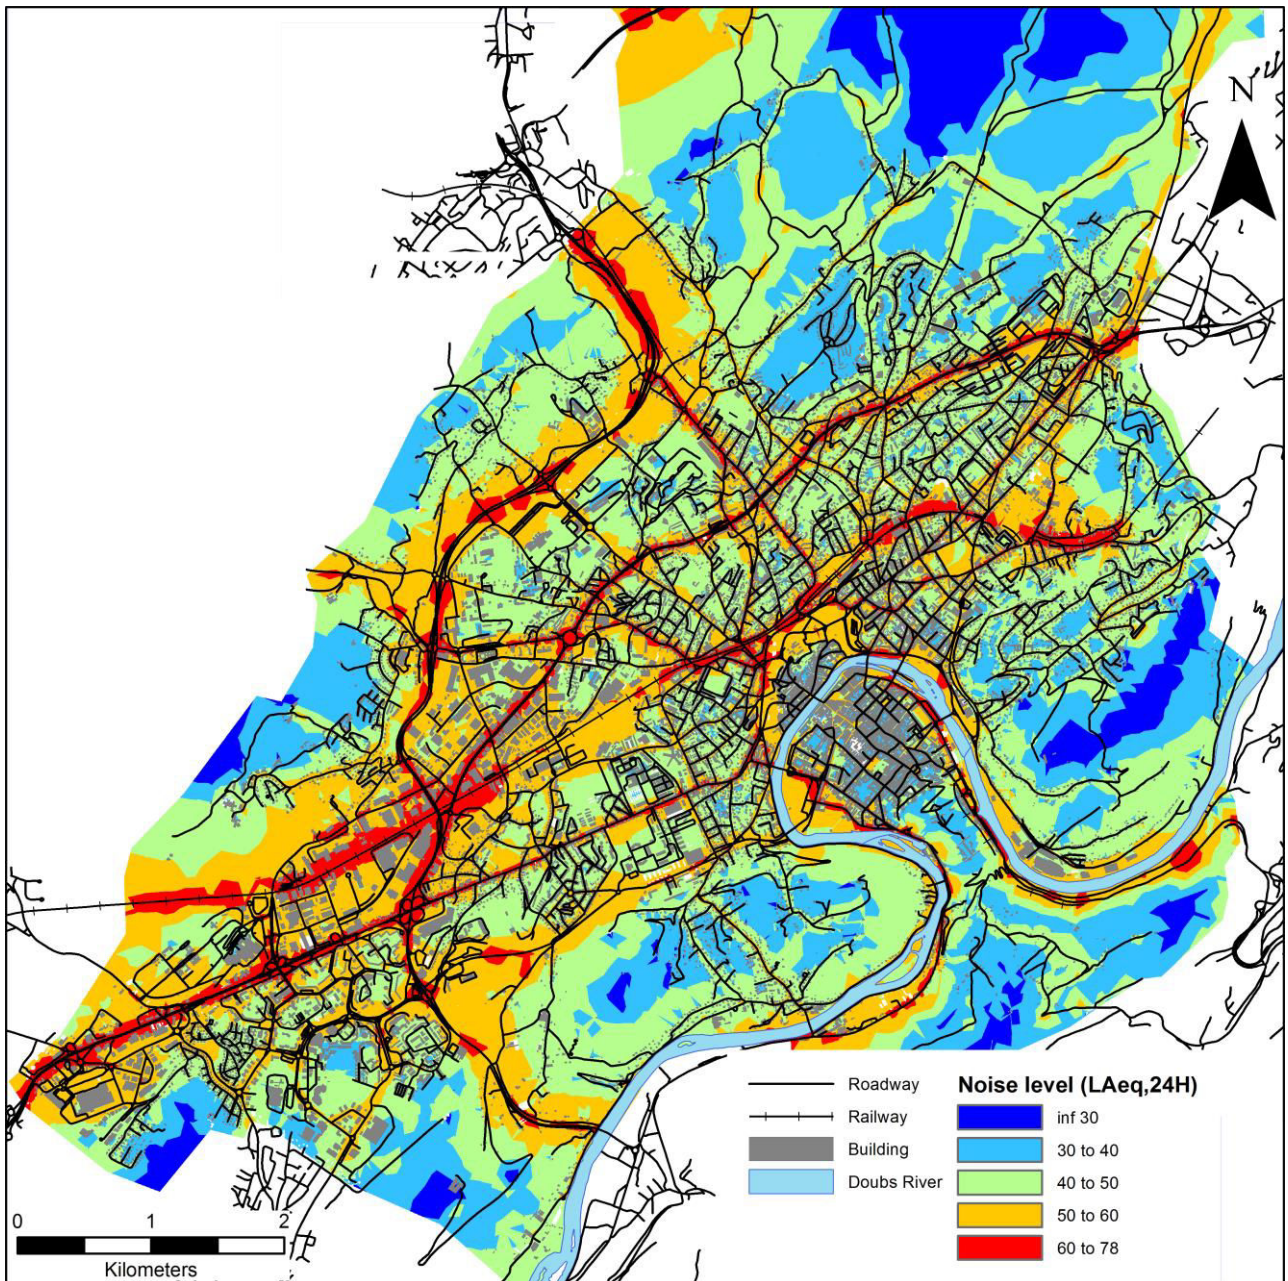 N
Roadway
Railway
Building
Doubs River
Noise level (LAeq,24H)
inf 30
30 to 40
40 to 50
50 to 60
60 to 78
0 1 2
Kilometers